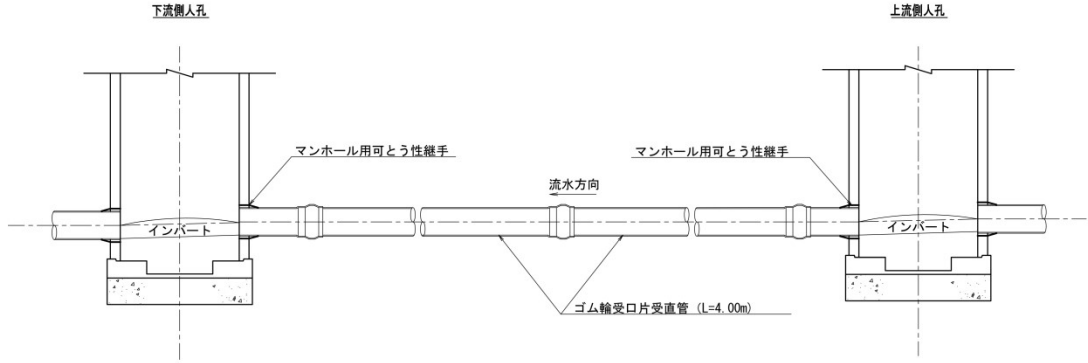 下流側人孔
上流側人孔
マンホール用可とう性継手
マンホール用可とう性継手
流水方向
インバート
インバート
ゴム輪受口片受直管 (L=4.00m)